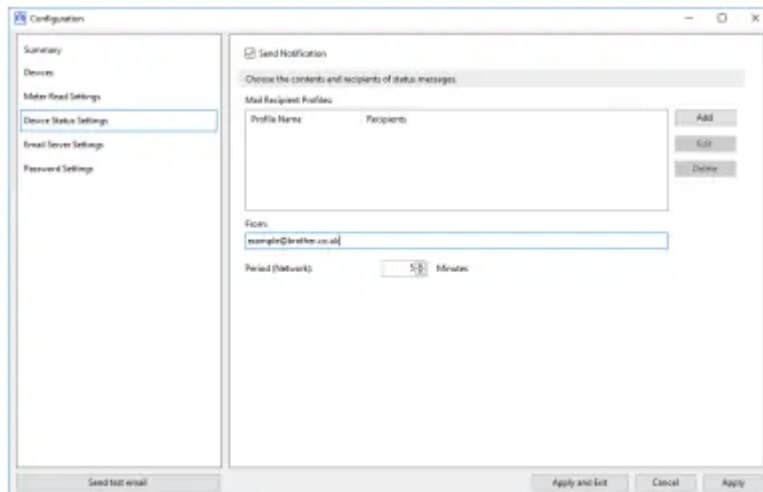 Configuration
Summary
Devices
Meter Read Settings
Device Status Settings
Email Server Settings
Password Settings
Send Notification
Choose the contents and recipients of status messages.
Mail Recipient Profiles:
Profile Name Recipients
Add
Edit
Delete
From:
example@brother.co.uk
Period (Network): 5 Minutes
Send test email
Apply and Exit Cancel Apply